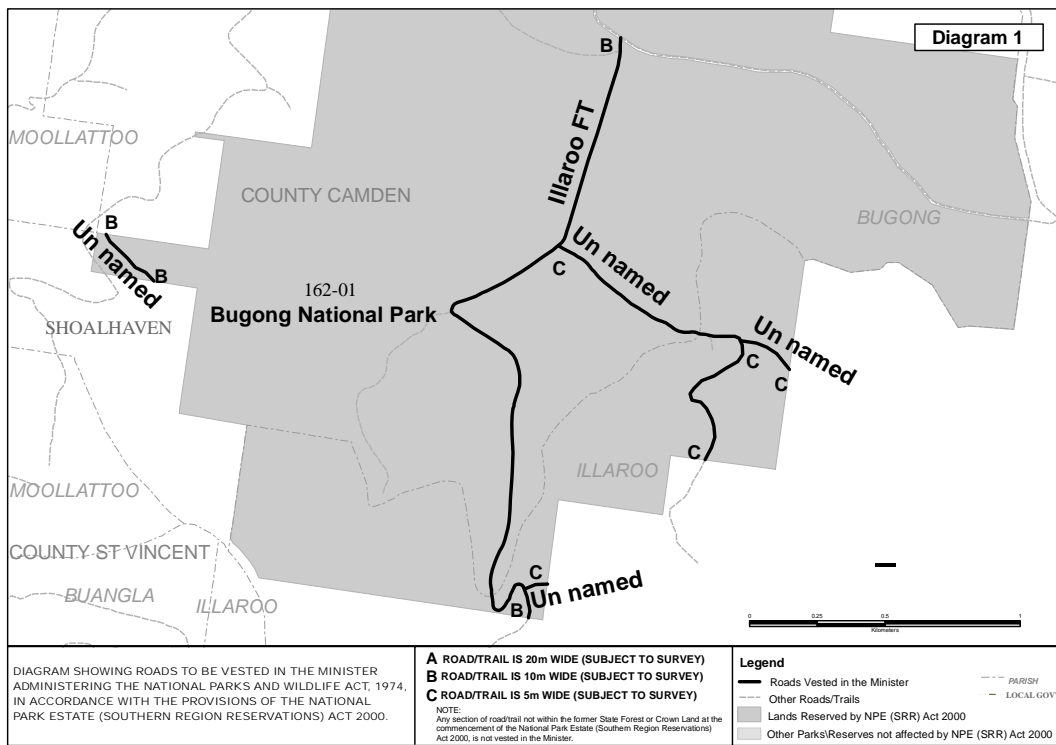 Diagram 1
B
MOOLLATTOO
Illaroo FT
COUNTY CAMDEN
BUGONG
B
Un named
B
Un named
C
162-01
Bugong National Park
SHOALHAVEN
Un named
C
C
C
ILLAROO
MOOLLATTOO
COUNTY ST VINCENT
C
Un named
B
BUANGLA
ILLAROO
0 0.25 0.5 1
Kilometers
DIAGRAM SHOWING ROADS TO BE VESTED IN THE MINISTER
ADMINISTERING THE NATIONAL PARKS AND WILDLIFE ACT, 1974,
IN ACCORDANCE WITH THE PROVISIONS OF THE NATIONAL
PARK ESTATE (SOUTHERN REGION RESERVATIONS) ACT 2000.
A ROAD/TRAIL IS 20m WIDE (SUBJECT TO SURVEY)
B ROAD/TRAIL IS 10m WIDE (SUBJECT TO SURVEY)
C ROAD/TRAIL IS 5m WIDE (SUBJECT TO SURVEY)
NOTE:
Any section of road/trail not within the former State Forest or Crown Land at the
commencement of the National Park Estate (Southern Region Reservations)
Act 2000, is not vested in the Minister.
Legend
Roads Vested in the Minister
Other Roads/Trails
Lands Reserved by NPE (SRR) Act 2000
Other Parks\Reserves not affected by NPE (SRR) Act 2000
PARISH
LOCAL GOV